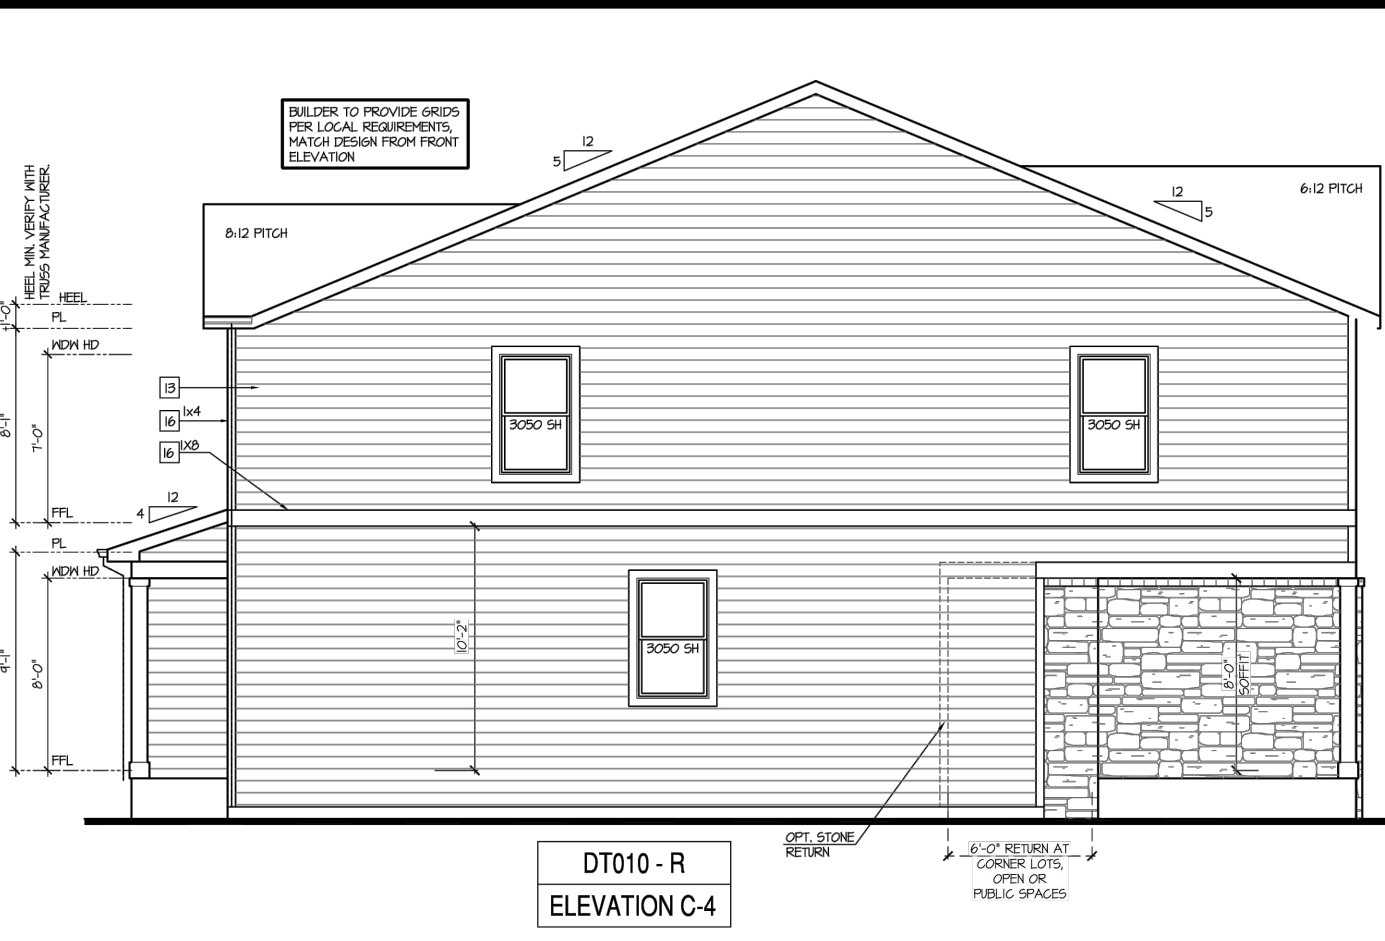 BUILDER TO PROVIDE GRIDS
PER LOCAL REQUIREMENTS,
MATCH DESIGN FROM FRONT
ELEVATION
12
5
12
5
6:12 PITCH
8:12 PITCH
HEEL MIN. VERIFY WITH
TRUSS MANUFACTURER.
HEEL
PL
WDW HD
FFL
PL
WDW HD
FFL
+1'-0"
8'-1"
7'-0"
9'-1"
8'-0"
13
16
1x4
16
1X8
12
4
3050 SH
3050 SH
3050 SH
10'-2"
8'-0"
SOFFIT
OPT. STONE
RETURN
6'-0" RETURN AT
CORNER LOTS,
OPEN OR
PUBLIC SPACES
DT010 - R
ELEVATION C-4